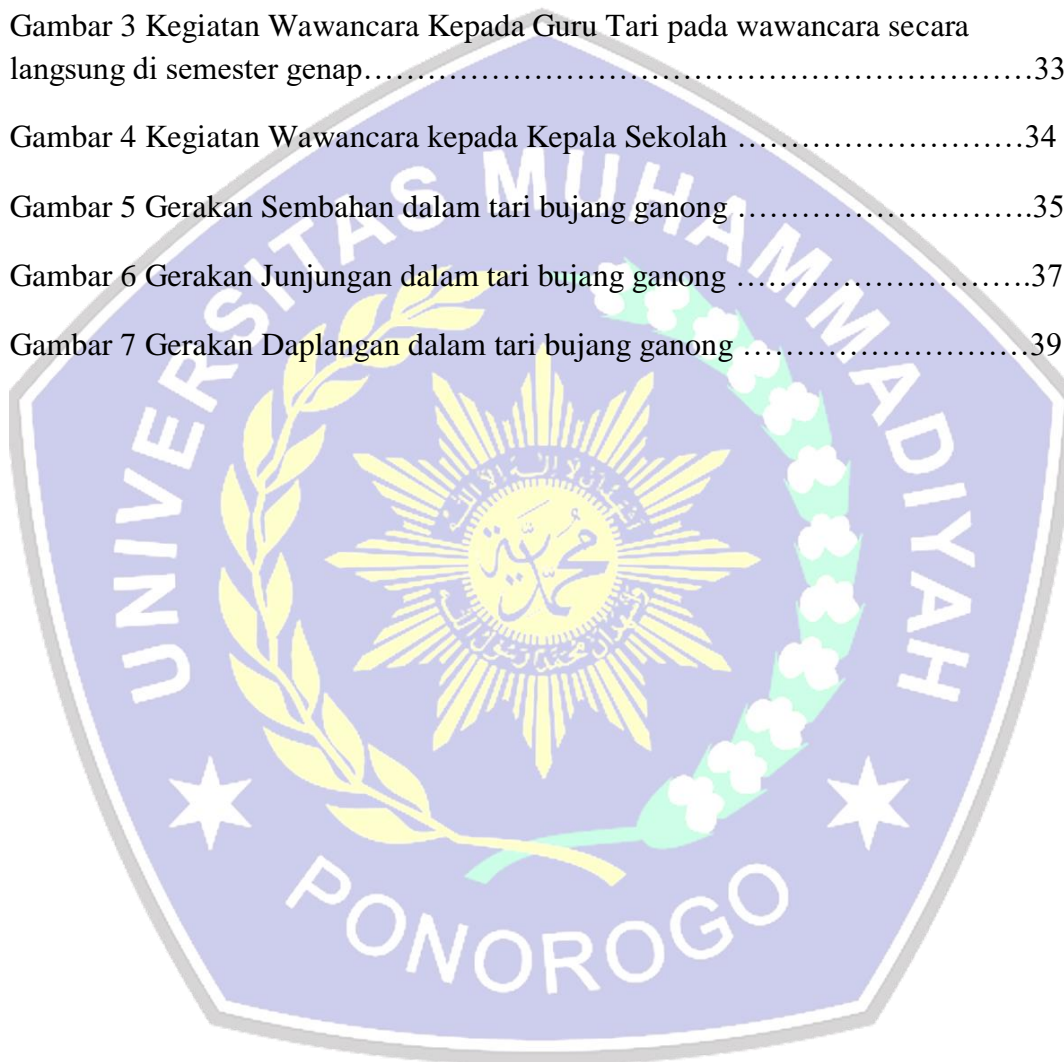 Gambar 3 Kegiatan Wawancara Kepada Guru Tari pada wawancara secara
langsung di semester genap…………………………………………………………………33
Gambar 4 Kegiatan Wawancara kepada Kepala Sekolah …………………….34
Gambar 5 Gerakan Sembahan dalam tari bujang ganong ……………………….35
Gambar 6 Gerakan Junjungan dalam tari bujang ganong ……………………….37
Gambar 7 Gerakan Daplangan dalam tari bujang ganong ………………………39
UNIVERSITAS MUHAMMADIYAH
محمدية
PONOROGO